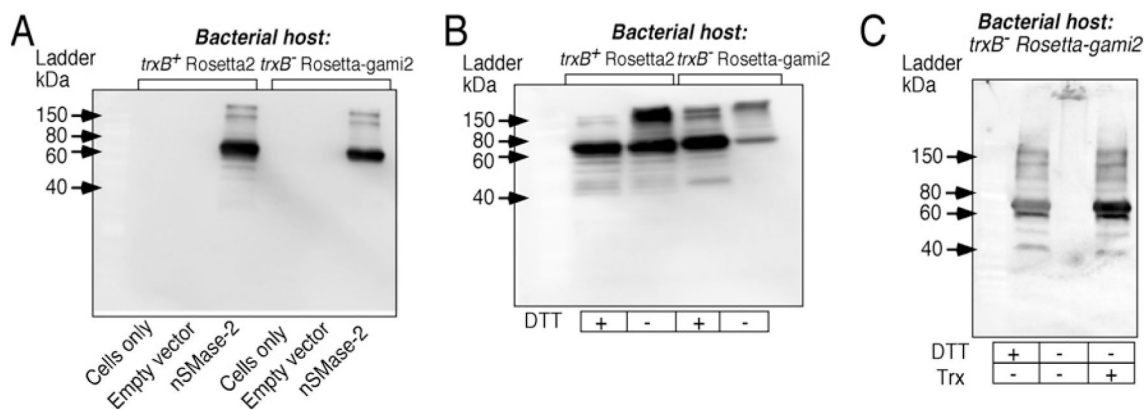 A
Bacterial host:
Ladder
kDa
trxB+ Rosetta2 trxB- Rosetta-gami2
150
80
60
40
Cells only
Empty vector
nSMase-2
Cells only
Empty vector
nSMase-2
B
Bacterial host:
Ladder
kDa
trxB+ Rosetta2 trxB- Rosetta-gami2
150
80
60
40
DTT + - + -
C
Bacterial host:
trxB- Rosetta-gami2
Ladder
kDa
150
80
60
40
DTT + - -
Trx - - +